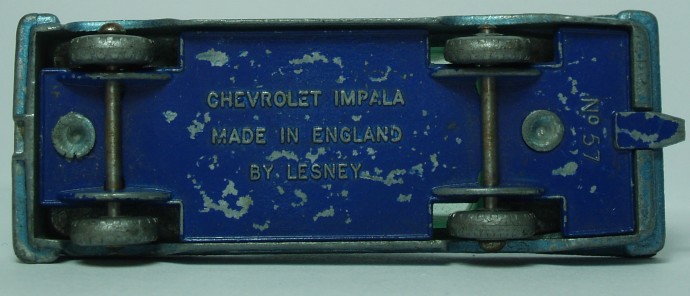 CHEVROLET IMPALA
MADE IN ENGLAND
BY LESNEY
No 57